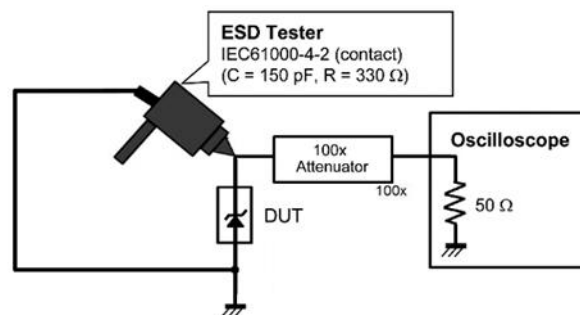 ESD Tester
IEC61000-4-2 (contact)
(C = 150 pF, R = 330 Ω)
100x
Attenuator
100x
Oscilloscope
50 Ω
DUT